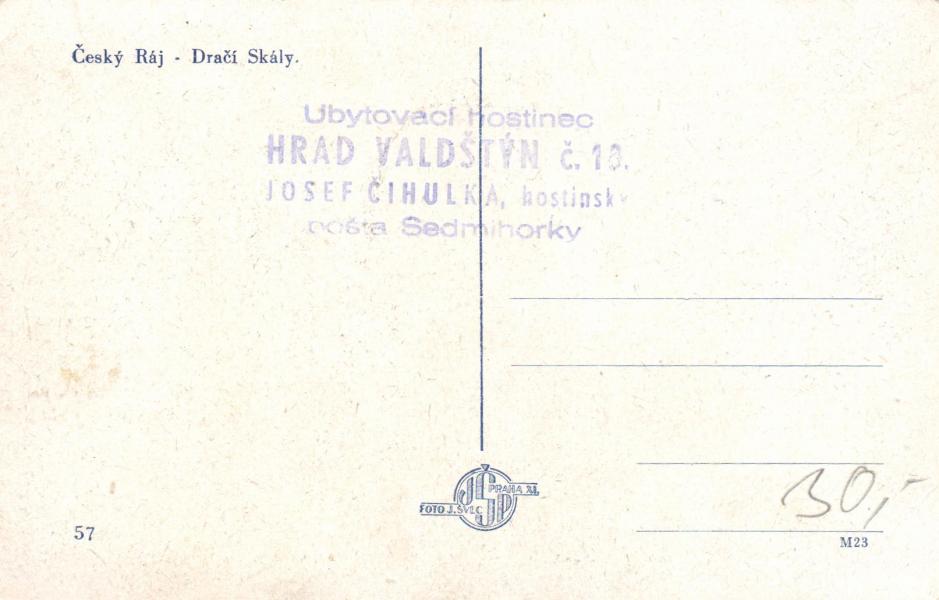 Český Ráj - Dračí Skály.
Ubytovací hostinec
HRAD VALDŠTÝN č. 18.
JOSEF ČIHULKA, hostinský
pošta Sedmihorky
JŠP
PRAHA XI.
FOTO J. ŠVEC
30,-
57
M23